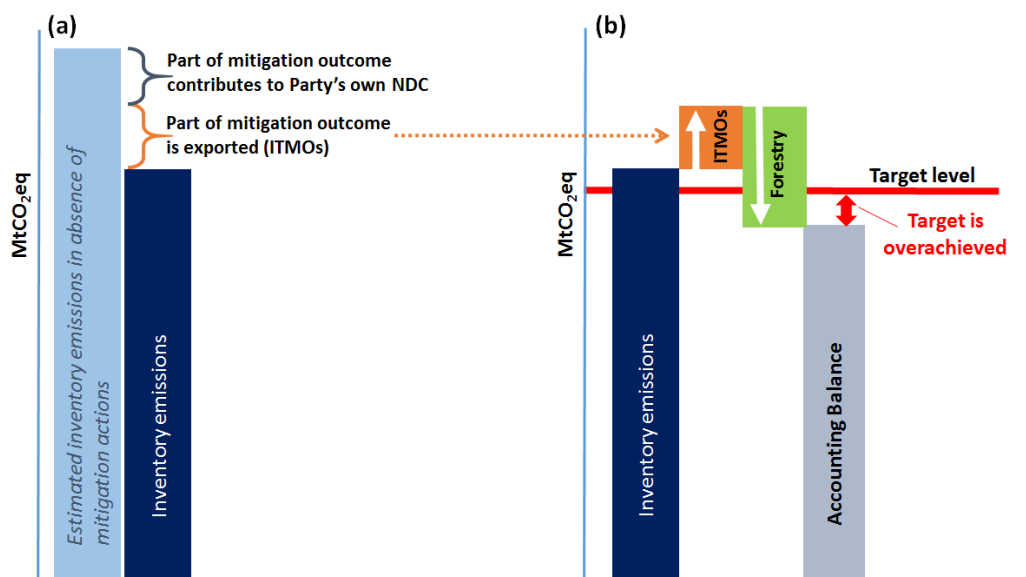 (a)
MtCO₂eq
Estimated inventory emissions in absence of
mitigation actions
Inventory emissions
Part of mitigation outcome
contributes to Party's own NDC
Part of mitigation outcome
is exported (ITMOs)
(b)
MtCO₂eq
Inventory emissions
ITMOs
Forestry
Accounting Balance
Target level
Target is
overachieved